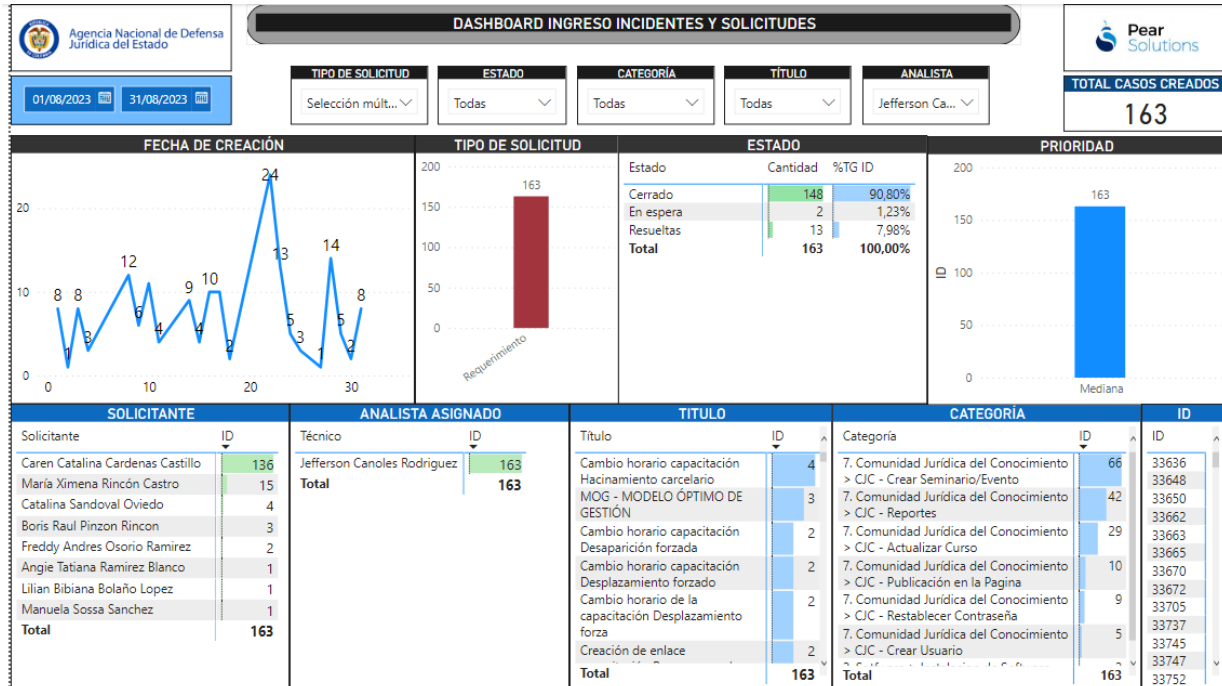 Agencia Nacional de Defensa
Jurídica del Estado
DASHBOARD INGRESO INCIDENTES Y SOLICITUDES
Pear
Solutions
01/08/2023 31/08/2023
TIPO DE SOLICITUD
Selección múlt...
ESTADO
Todas
CATEGORÍA
Todas
TÍTULO
Todas
ANALISTA
Jefferson Ca...
TOTAL CASOS CREADOS
163
FECHA DE CREACIÓN
20
10
0
8
1
8
3
12
6
4
9
4
10
2
24
13
5
3
1
14
5
2
8
0 10 20 30
TIPO DE SOLICITUD
200
150
100
50
0
163
Requerimiento
ESTADO
Estado Cantidad %TG ID
Cerrado 148 90,80%
En espera 2 1,23%
Resueltas 13 7,98%
Total 163 100,00%
PRIORIDAD
200
150
100
50
0
ID
163
Mediana
SOLICITANTE
Solicitante ID
Caren Catalina Cardenas Castillo 136
María Ximena Rincón Castro 15
Catalina Sandoval Oviedo 4
Boris Raul Pinzon Rincon 3
Freddy Andres Osorio Ramirez 2
Angie Tatiana Ramirez Blanco 1
Lilian Bibiana Bolaño Lopez 1
Manuela Sossa Sanchez 1
Total 163
ANALISTA ASIGNADO
Técnico ID
Jefferson Canoles Rodriguez 163
Total 163
TITULO
Título ID
Cambio horario capacitación 4
Hacinamiento carcelario
MOG - MODELO ÓPTIMO DE 3
GESTIÓN
Cambio horario capacitación 2
Desaparición forzada
Cambio horario capacitación 2
Desplazamiento forzado
Cambio horario de la 2
capacitación Desplazamiento
forza
Creación de enlace 2
Total 163
CATEGORÍA
Categoría ID
7. Comunidad Jurídica del Conocimiento 66
> CJC - Crear Seminario/Evento
7. Comunidad Jurídica del Conocimiento 42
> CJC - Reportes
7. Comunidad Jurídica del Conocimiento 29
> CJC - Actualizar Curso
7. Comunidad Jurídica del Conocimiento 10
> CJC - Publicación en la Pagina
7. Comunidad Jurídica del Conocimiento 9
> CJC - Restablecer Contraseña
7. Comunidad Jurídica del Conocimiento 5
> CJC - Crear Usuario
Total 163
ID
ID
33636
33648
33650
33662
33663
33665
33670
33672
33705
33737
33745
33747
33752